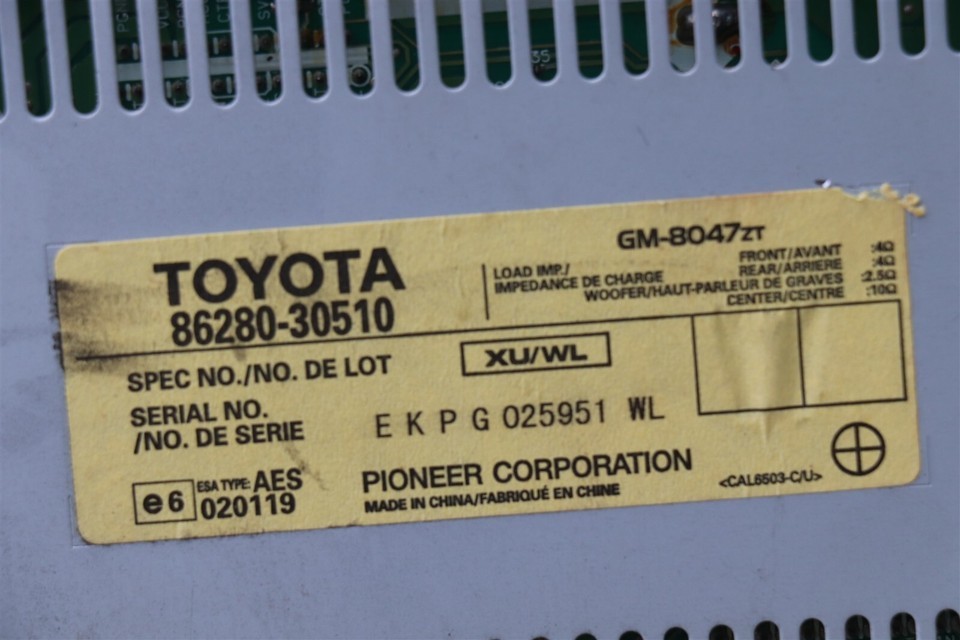 35
GM-8047ZT
TOYOTA
86280-30510
LOAD IMP./
IMPEDANCE DE CHARGE
FRONT/AVANT :4Ω
REAR/ARRIERE :4Ω
WOOFER/HAUT-PARLEUR DE GRAVES :2.5Ω
CENTER/CENTRE :10Ω
SPEC NO./NO. DE LOT
XU/WL
SERIAL NO.
/NO. DE SERIE
EKPG025951 WL
e6
ESA TYPE: AES
020119
PIONEER CORPORATION
MADE IN CHINA/FABRIQUÉ EN CHINE
<CAL6503-C/U>